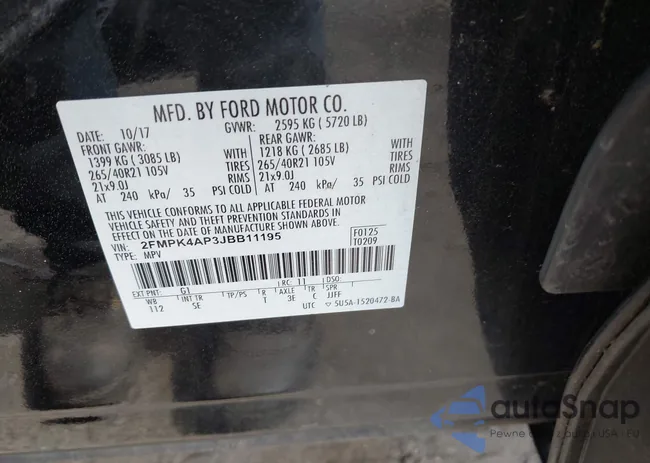 MFD. BY FORD MOTOR CO.
DATE: 10/17 GVWR: 2595 KG ( 5720 LB)
FRONT GAWR: REAR GAWR:
1399 KG ( 3085 LB) WITH 1218 KG ( 2685 LB) WITH
265/40R21 105V TIRES 265/40R21 105V TIRES
21x9.0J RIMS 21x9.0J RIMS
AT 240 kPa/ 35 PSI COLD AT 240 kPa/ 35 PSI COLD
THIS VEHICLE CONFORMS TO ALL APPLICABLE FEDERAL MOTOR
VEHICLE SAFETY AND THEFT PREVENTION STANDARDS IN
EFFECT ON THE DATE OF MANUFACTURE SHOWN ABOVE.
VIN: 2FMPK4AP3JBB11195 F0125
TYPE: MPV T0209
EXT PNT: G1 RC: 11 DSO:
WB INT TR TP/PS R AXLE TR SPR
112 SE T 3E C JJFF
UTC 5U5A-1520472-BA
autoSnap